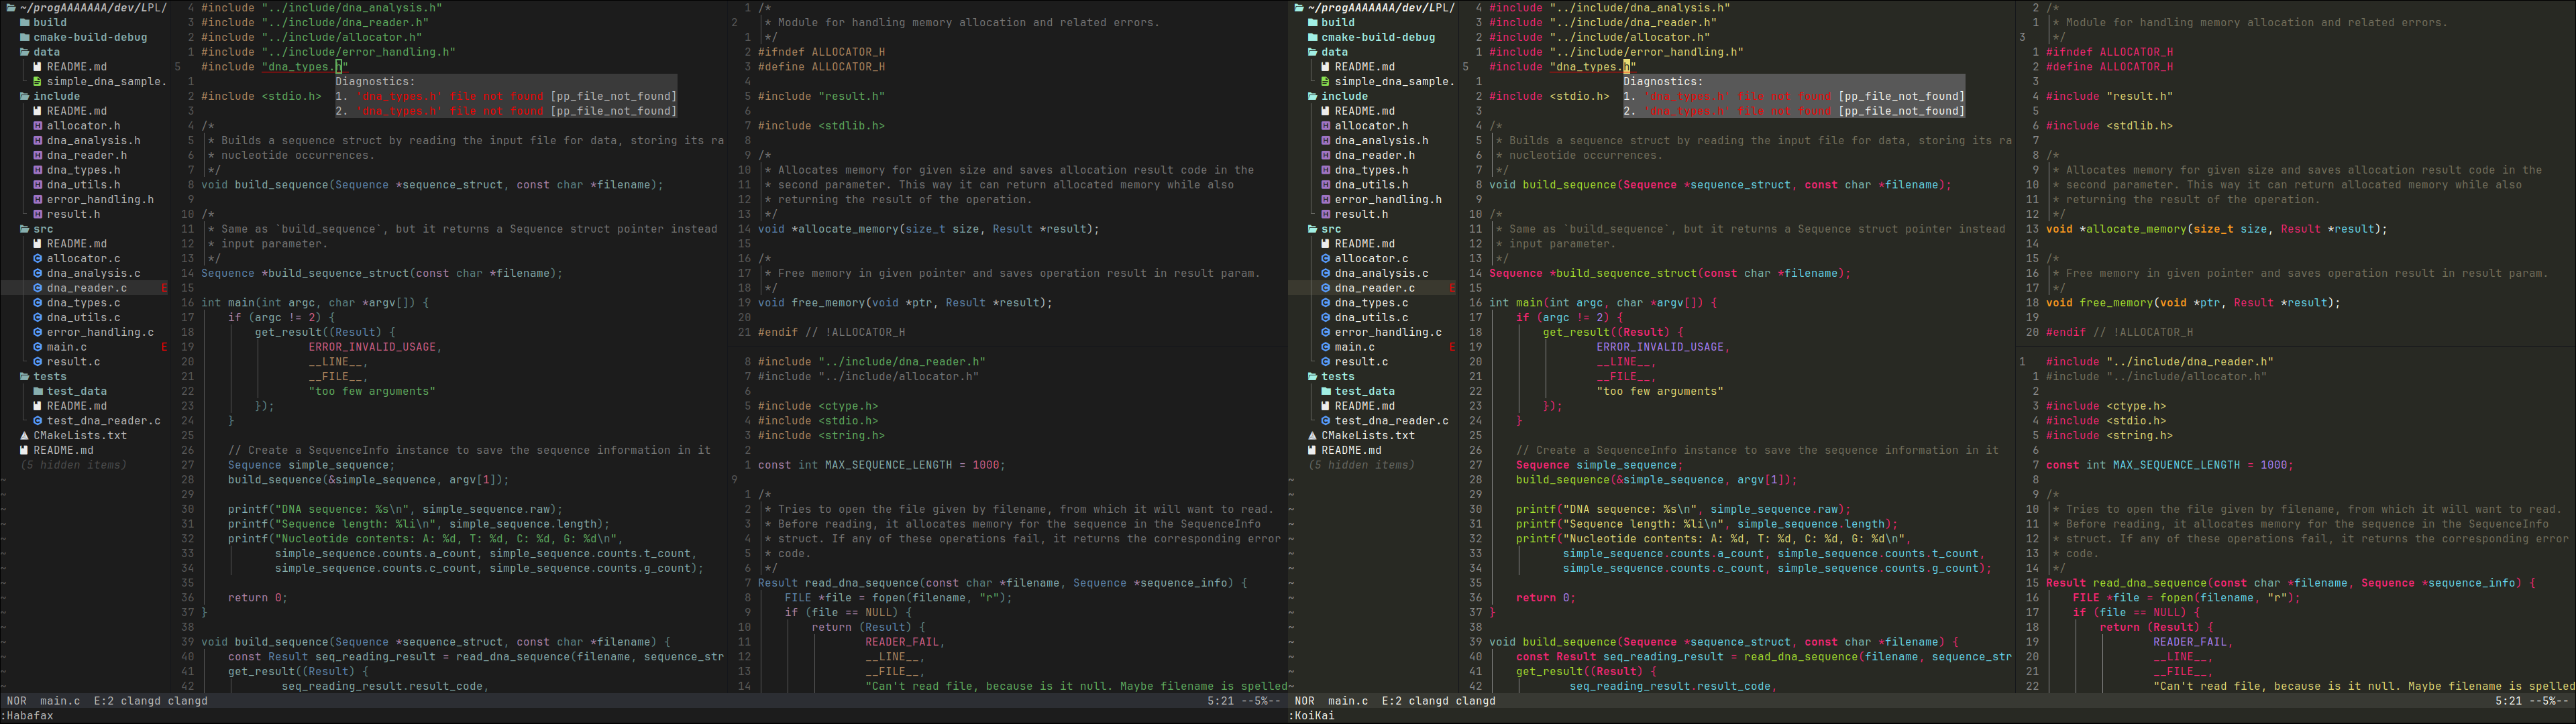 ~/progAAAAAAA/dev/LPL/
build
cmake-build-debug
data
README.md
simple_dna_sample.
include
README.md
allocator.h
dna_analysis.h
dna_reader.h
dna_types.h
dna_utils.h
error_handling.h
result.h
src
README.md
allocator.c
dna_analysis.c
dna_reader.c E
dna_types.c
dna_utils.c
error_handling.c
main.c E
result.c
tests
test_data
README.md
test_dna_reader.c
CMakeLists.txt
README.md
(5 hidden items)
4 #include "../include/dna_analysis.h"
3 #include "../include/dna_reader.h"
2 #include "../include/allocator.h"
1 #include "../include/error_handling.h"
5 #include "dna_types.h"
1 Diagnostics:
2 #include <stdio.h> 1. 'dna_types.h' file not found [pp_file_not_found]
3 2. 'dna_types.h' file not found [pp_file_not_found]
4 /*
5 * Builds a sequence struct by reading the input file for data, storing its ra
6 * nucleotide occurrences.
7 */
8 void build_sequence(Sequence *sequence_struct, const char *filename);
9
10 /*
11 * Same as `build_sequence`, but it returns a Sequence struct pointer instead
12 * input parameter.
13 */
14 Sequence *build_sequence_struct(const char *filename);
15
16 int main(int argc, char *argv[]) {
17 if (argc != 2) {
18 get_result((Result) {
19 ERROR_INVALID_USAGE,
20 __LINE__,
21 __FILE__,
22 "too few arguments"
23 });
24 }
25
26 // Create a SequenceInfo instance to save the sequence information in it
27 Sequence simple_sequence;
28 build_sequence(&simple_sequence, argv[1]);
29
30 printf("DNA sequence: %s\n", simple_sequence.raw);
31 printf("Sequence length: %li\n", simple_sequence.length);
32 printf("Nucleotide contents: A: %d, T: %d, C: %d, G: %d\n",
33 simple_sequence.counts.a_count, simple_sequence.counts.t_count,
34 simple_sequence.counts.c_count, simple_sequence.counts.g_count);
35
36 return 0;
37 }
38
39 void build_sequence(Sequence *sequence_struct, const char *filename) {
40 const Result seq_reading_result = read_dna_sequence(filename, sequence_str
41 get_result((Result) {
42 seq_reading_result.result_code,
1 /*
2 * Module for handling memory allocation and related errors.
1 */
2 #ifndef ALLOCATOR_H
3 #define ALLOCATOR_H
4
5 #include "result.h"
6
7 #include <stdlib.h>
8
9 /*
10 * Allocates memory for given size and saves allocation result code in the
11 * second parameter. This way it can return allocated memory while also
12 * returning the result of the operation.
13 */
14 void *allocate_memory(size_t size, Result *result);
15
16 /*
17 * Free memory in given pointer and saves operation result in result param.
18 */
19 void free_memory(void *ptr, Result *result);
20
21 #endif // !ALLOCATOR_H
8 #include "../include/dna_reader.h"
7 #include "../include/allocator.h"
6
5 #include <ctype.h>
4 #include <stdio.h>
3 #include <string.h>
2
1 const int MAX_SEQUENCE_LENGTH = 1000;
9
1 /*
2 * Tries to open the file given by filename, from which it will want to read.
3 * Before reading, it allocates memory for the sequence in the SequenceInfo
4 * struct. If any of these operations fail, it returns the corresponding error
5 * code.
6 */
7 Result read_dna_sequence(const char *filename, Sequence *sequence_info) {
8 FILE *file = fopen(filename, "r");
9 if (file == NULL) {
10 return (Result) {
11 READER_FAIL,
12 __LINE__,
13 __FILE__,
14 "Can't read file, because is it null. Maybe filename is spelled
NOR main.c E:2 clangd clangd 5:21 --5%--
:Habafax
~/progAAAAAAA/dev/LPL/
build
cmake-build-debug
data
README.md
simple_dna_sample.
include
README.md
allocator.h
dna_analysis.h
dna_reader.h
dna_types.h
dna_utils.h
error_handling.h
result.h
src
README.md
allocator.c
dna_analysis.c
dna_reader.c E
dna_types.c
dna_utils.c
error_handling.c
main.c E
result.c
tests
test_data
README.md
test_dna_reader.c
CMakeLists.txt
README.md
(5 hidden items)
4 #include "../include/dna_analysis.h"
3 #include "../include/dna_reader.h"
2 #include "../include/allocator.h"
1 #include "../include/error_handling.h"
5 #include "dna_types.h"
1 Diagnostics:
2 #include <stdio.h> 1. 'dna_types.h' file not found [pp_file_not_found]
3 2. 'dna_types.h' file not found [pp_file_not_found]
4 /*
5 * Builds a sequence struct by reading the input file for data, storing its ra
6 * nucleotide occurrences.
7 */
8 void build_sequence(Sequence *sequence_struct, const char *filename);
9
10 /*
11 * Same as `build_sequence`, but it returns a Sequence struct pointer instead
12 * input parameter.
13 */
14 Sequence *build_sequence_struct(const char *filename);
15
16 int main(int argc, char *argv[]) {
17 if (argc != 2) {
18 get_result((Result) {
19 ERROR_INVALID_USAGE,
20 __LINE__,
21 __FILE__,
22 "too few arguments"
23 });
24 }
25
26 // Create a SequenceInfo instance to save the sequence information in it
27 Sequence simple_sequence;
28 build_sequence(&simple_sequence, argv[1]);
29
30 printf("DNA sequence: %s\n", simple_sequence.raw);
31 printf("Sequence length: %li\n", simple_sequence.length);
32 printf("Nucleotide contents: A: %d, T: %d, C: %d, G: %d\n",
33 simple_sequence.counts.a_count, simple_sequence.counts.t_count,
34 simple_sequence.counts.c_count, simple_sequence.counts.g_count);
35
36 return 0;
37 }
38
39 void build_sequence(Sequence *sequence_struct, const char *filename) {
40 const Result seq_reading_result = read_dna_sequence(filename, sequence_str
41 get_result((Result) {
42 seq_reading_result.result_code,
2 /*
1 * Module for handling memory allocation and related errors.
3 */
1 #ifndef ALLOCATOR_H
2 #define ALLOCATOR_H
3
4 #include "result.h"
5
6 #include <stdlib.h>
7
8 /*
9 * Allocates memory for given size and saves allocation result code in the
10 * second parameter. This way it can return allocated memory while also
11 * returning the result of the operation.
12 */
13 void *allocate_memory(size_t size, Result *result);
14
15 /*
16 * Free memory in given pointer and saves operation result in result param.
17 */
18 void free_memory(void *ptr, Result *result);
19
20 #endif // !ALLOCATOR_H
1 #include "../include/dna_reader.h"
1 #include "../include/allocator.h"
2
3 #include <ctype.h>
4 #include <stdio.h>
5 #include <string.h>
6
7 const int MAX_SEQUENCE_LENGTH = 1000;
8
9 /*
10 * Tries to open the file given by filename, from which it will want to read.
11 * Before reading, it allocates memory for the sequence in the SequenceInfo
12 * struct. If any of these operations fail, it returns the corresponding error
13 * code.
14 */
15 Result read_dna_sequence(const char *filename, Sequence *sequence_info) {
16 FILE *file = fopen(filename, "r");
17 if (file == NULL) {
18 return (Result) {
19 READER_FAIL,
20 __LINE__,
21 __FILE__,
22 "Can't read file, because is it null. Maybe filename is spelled
NOR main.c E:2 clangd clangd 5:21 --5%--
:KoiKai